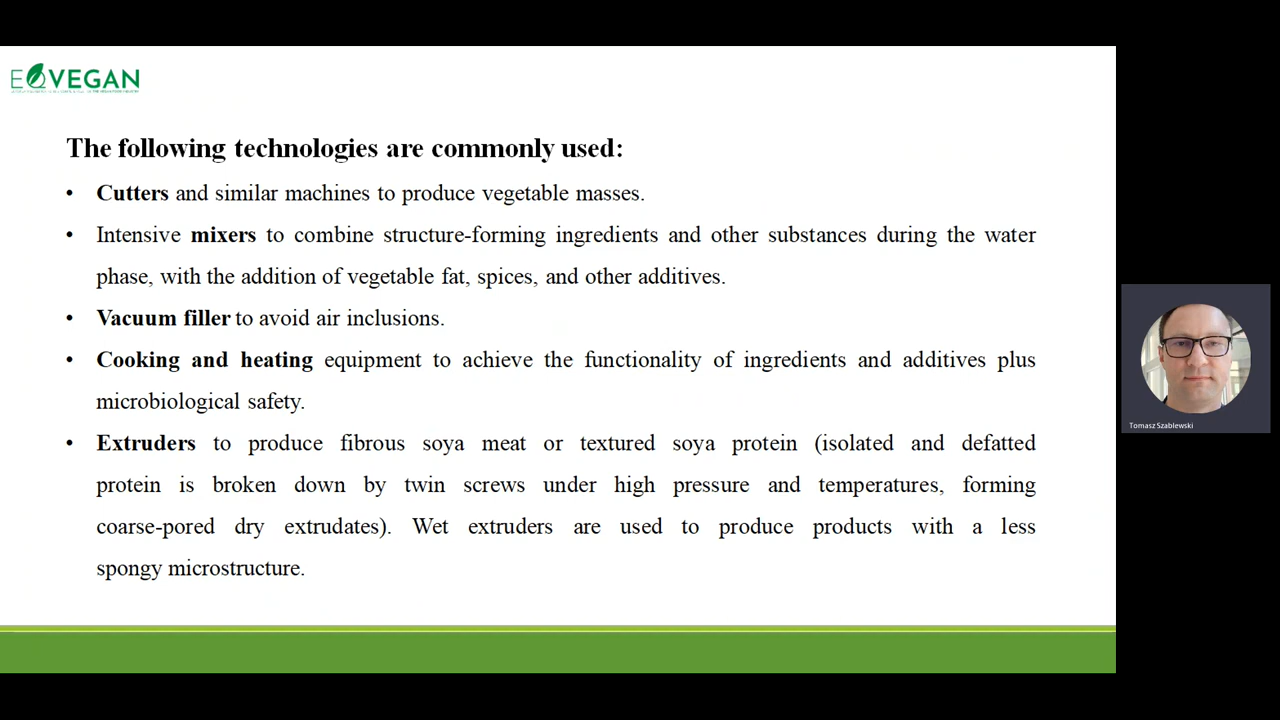 EQVEGAN
The following technologies are commonly used:
• Cutters and similar machines to produce vegetable masses.
• Intensive mixers to combine structure-forming ingredients and other substances during the water
phase, with the addition of vegetable fat, spices, and other additives.
• Vacuum filler to avoid air inclusions.
• Cooking and heating equipment to achieve the functionality of ingredients and additives plus
microbiological safety.
• Extruders to produce fibrous soya meat or textured soya protein (isolated and defatted
protein is broken down by twin screws under high pressure and temperatures, forming
coarse-pored dry extrudates). Wet extruders are used to produce products with a less
spongy microstructure.
Tomasz Szablewski